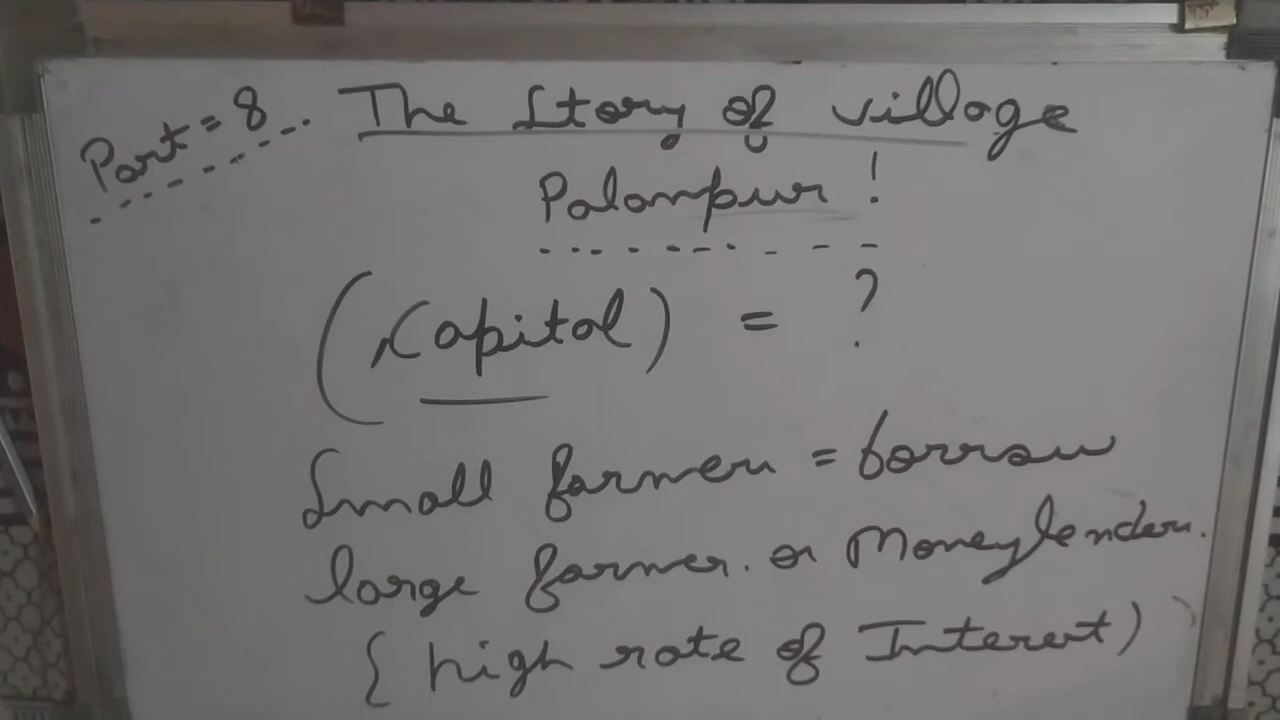 Part = 8 The Story of village
Palampur !
(Capital) = ?
Small farmer = borrow
large farmer. or Moneylender.
{ high rate of Interest)